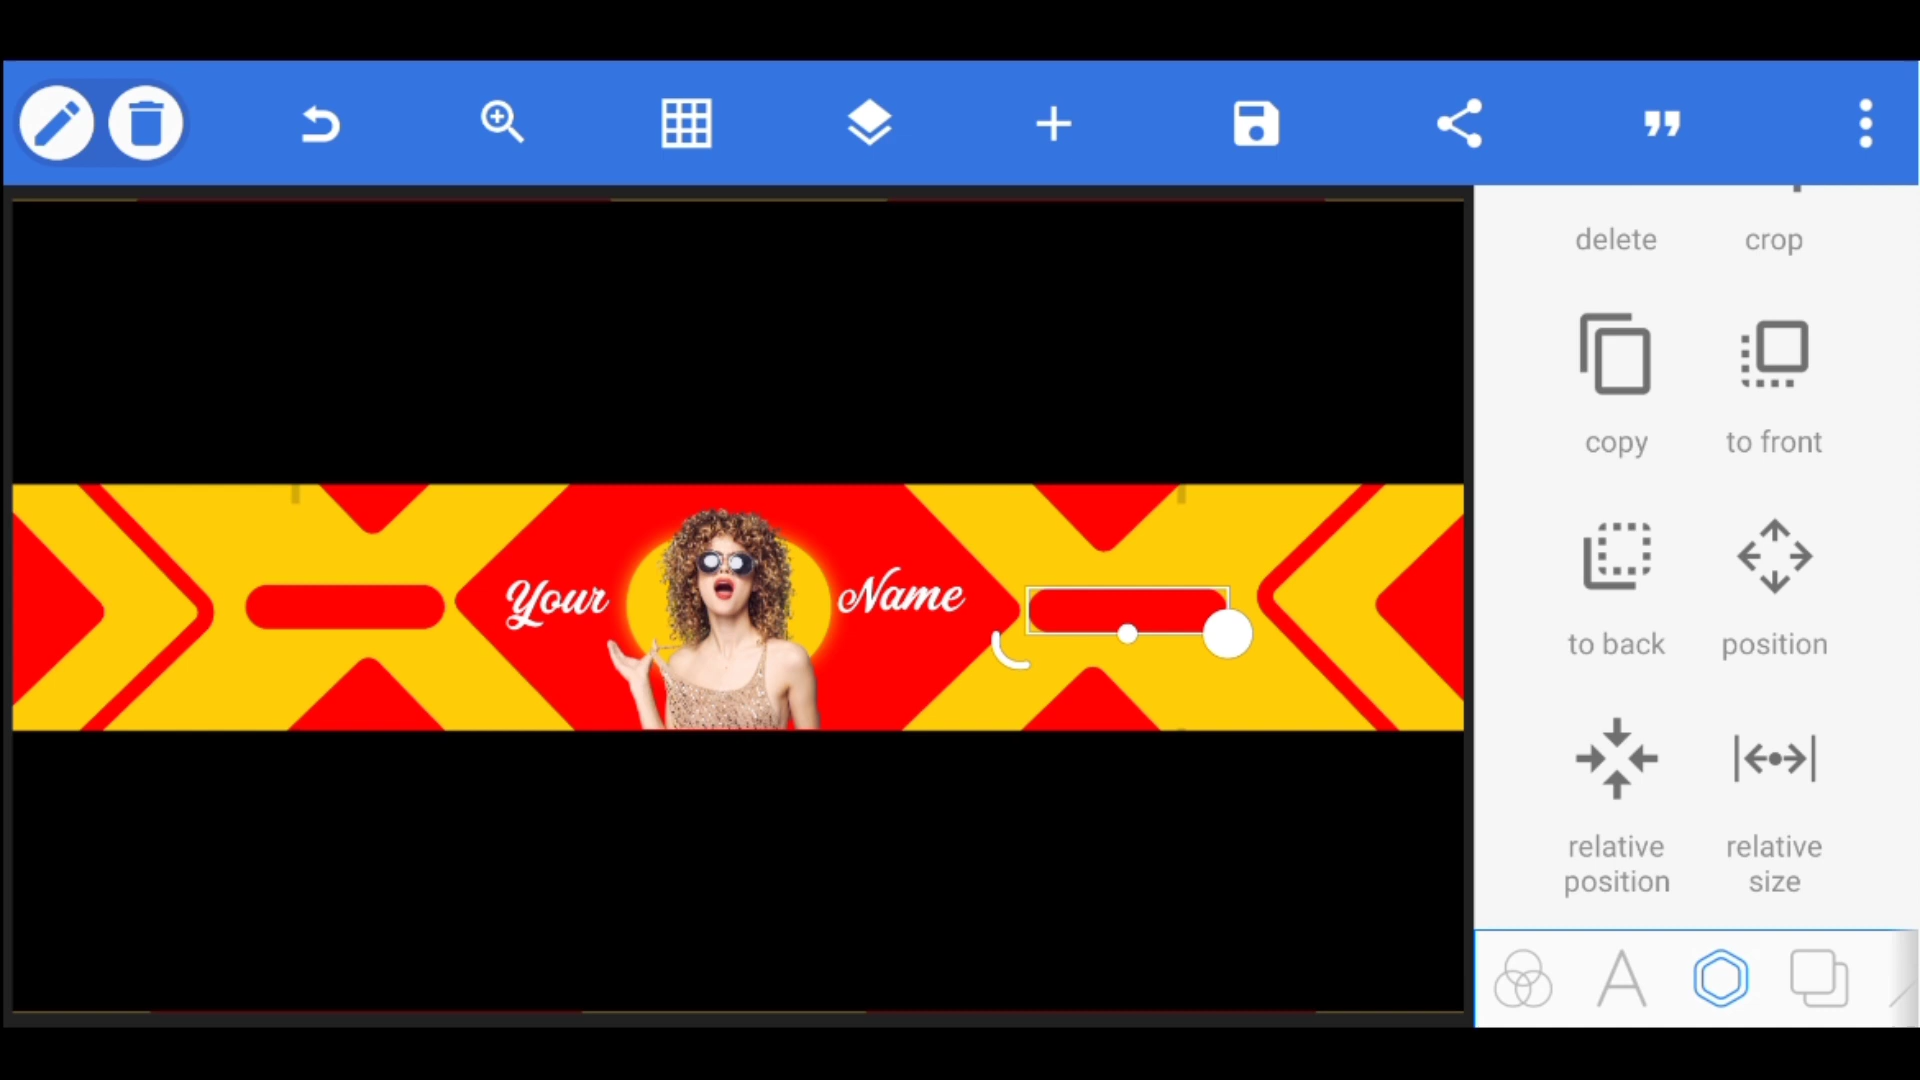 delete
crop
copy
to front
to back
position
relative
position
relative
size
Your
Name